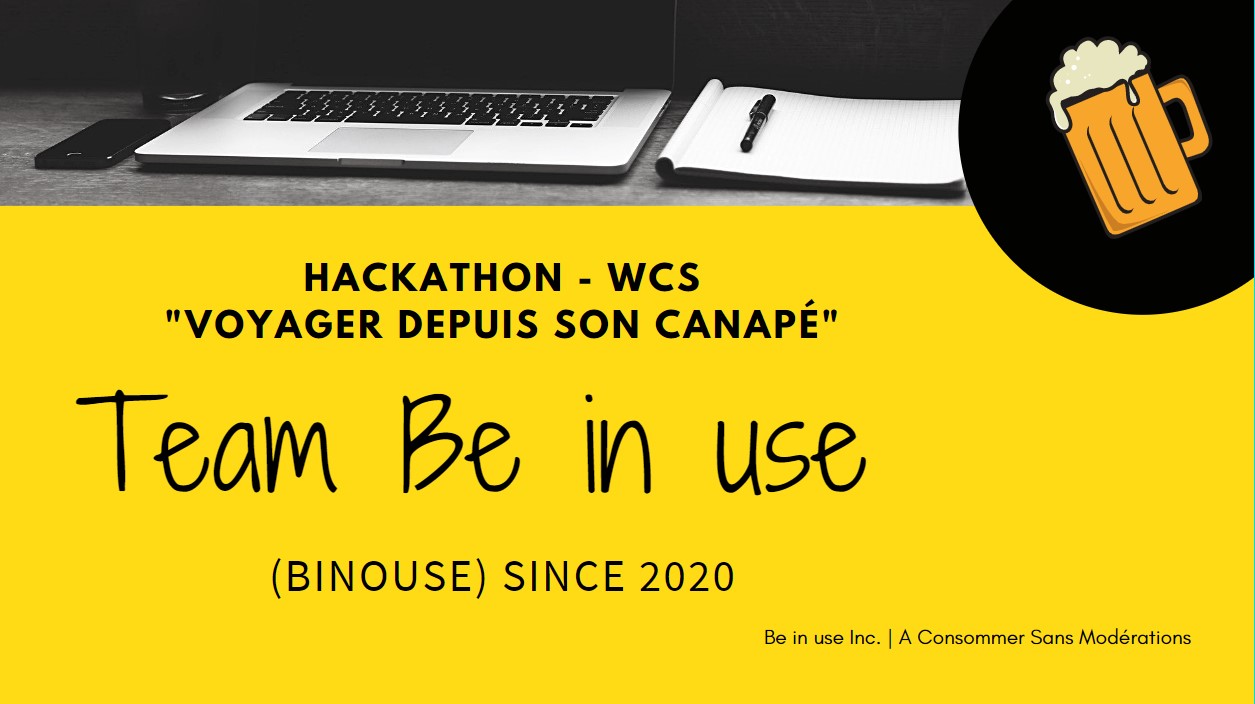 HACKATHON - WCS
"VOYAGER DEPUIS SON CANAPÉ"
Team Be in use
(BINOUSE) SINCE 2020
Be in use Inc. | A Consommer Sans Modérations